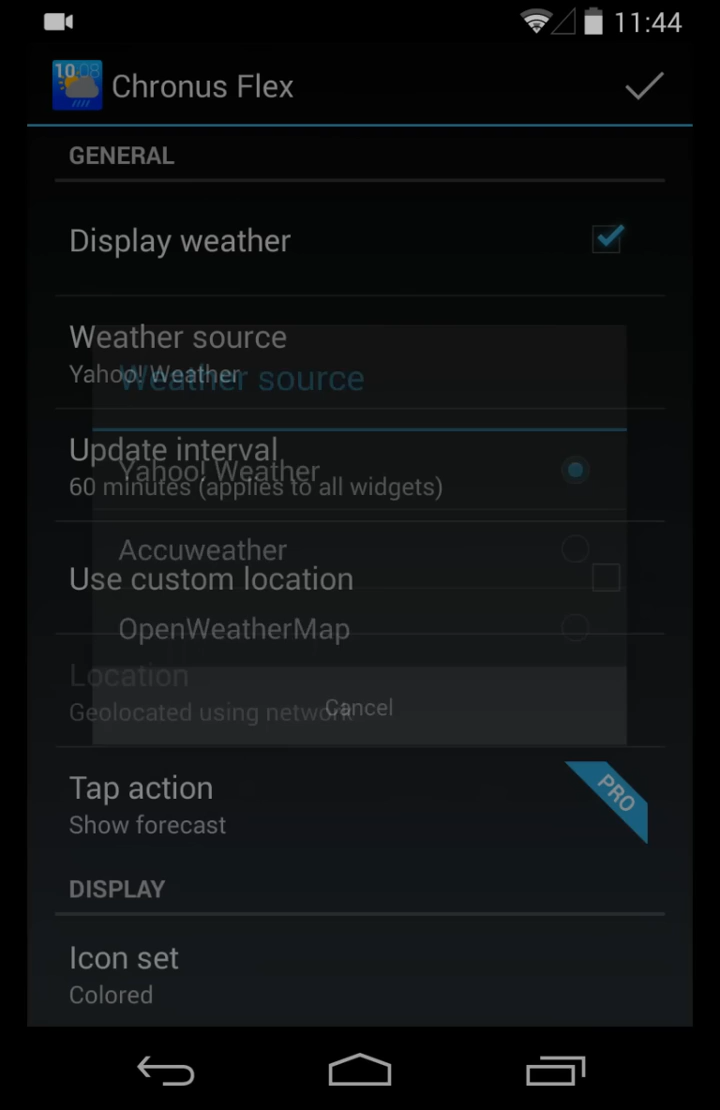 11:44
10:08
Chronus Flex
GENERAL
Display weather
Weather source
Yahoo! Weather
Weather source
Update interval
Yahoo! Weather
60 minutes (applies to all widgets)
Accuweather
Use custom location
OpenWeatherMap
Location
Geolocated using network
Cancel
Tap action
PRO
Show forecast
DISPLAY
Icon set
Colored